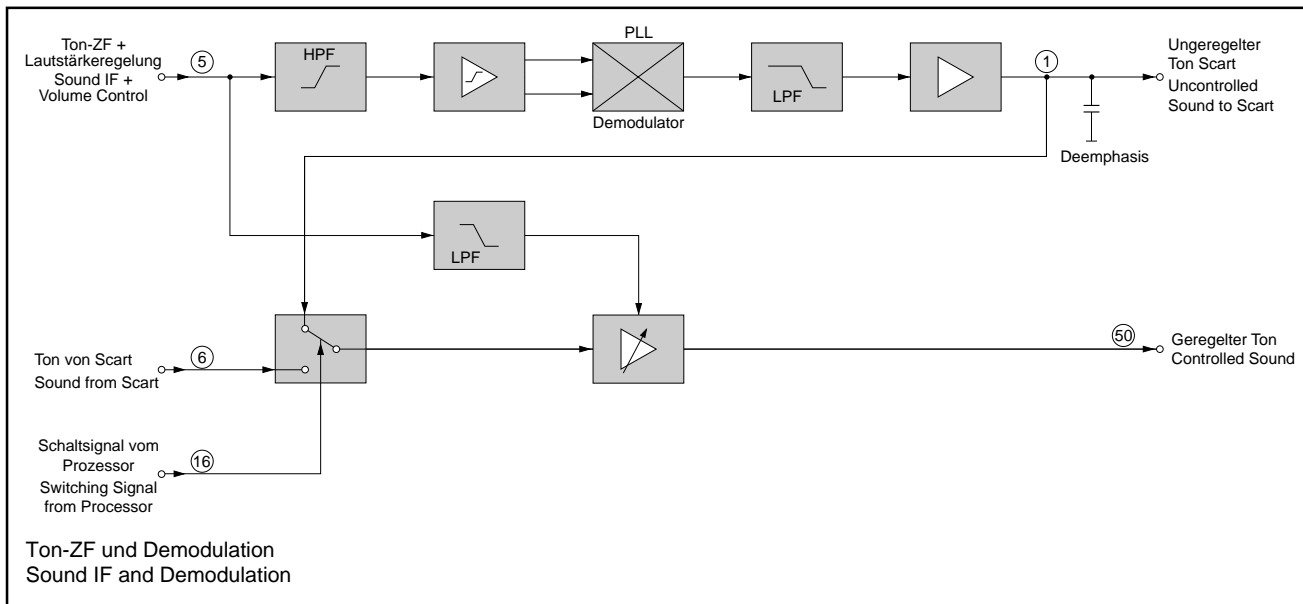 Ton-ZF +
Lautstärkeregelung
Sound IF +
Volume Control
5
HPF
PLL
Demodulator
LPF
1
Ungeregelter
Ton Scart
Uncontrolled
Sound to Scart
Deemphasis
LPF
Ton von Scart
Sound from Scart
6
50
Geregelter Ton
Controlled Sound
Schaltsignal vom
Prozessor
Switching Signal
from Processor
16
Ton-ZF und Demodulation
Sound IF and Demodulation